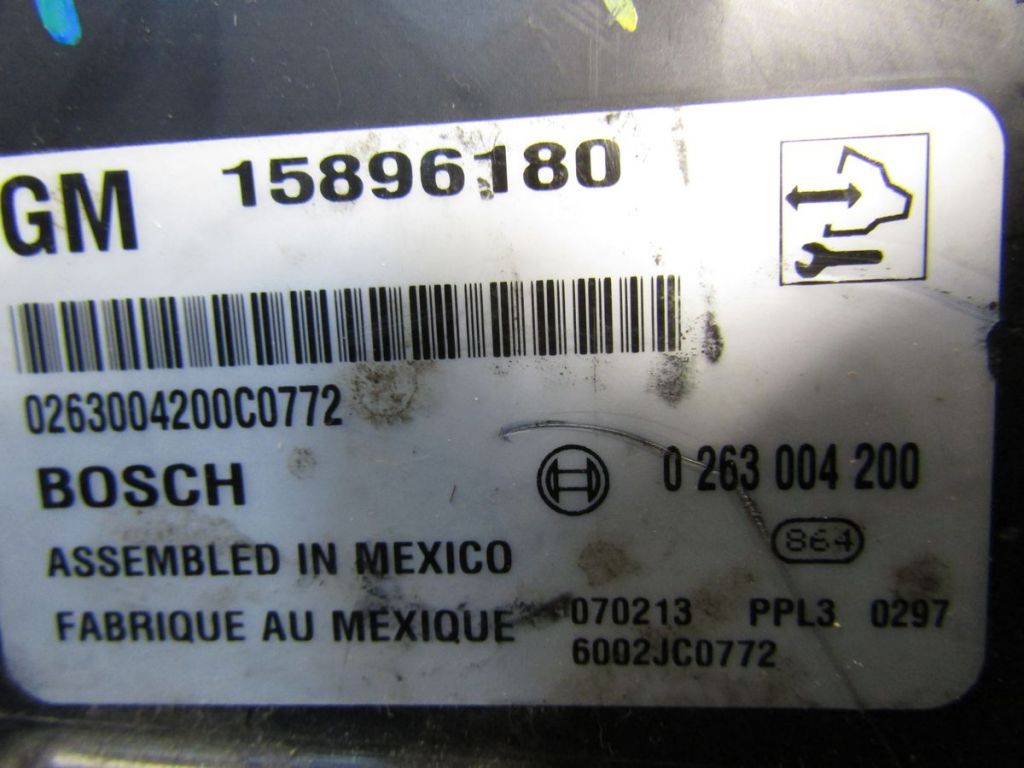 GM 15896180
0263004200C0772
BOSCH 0 263 004 200
864
ASSEMBLED IN MEXICO
FABRIQUE AU MEXIQUE 070213 PPL3 0297
6002JC0772